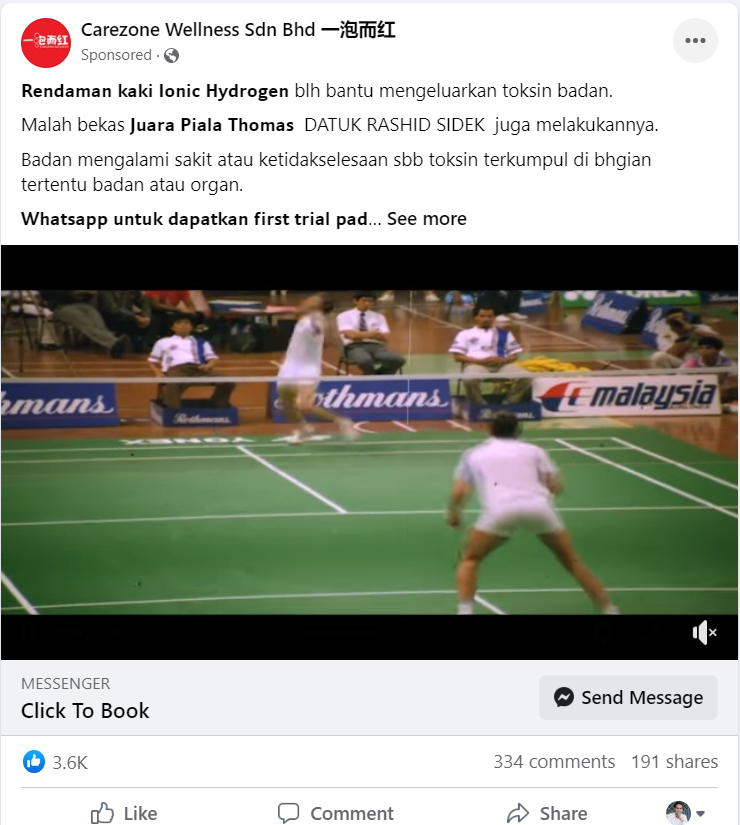 一泡而红
Carezone Wellness Sdn Bhd 一泡而红
Sponsored ·
Rendaman kaki Ionic Hydrogen blh bantu mengeluarkan toksin badan.
Malah bekas Juara Piala Thomas DATUK RASHID SIDEK juga melakukannya.
Badan mengalami sakit atau ketidakselesaan sbb toksin terkumpul di bhgian
tertentu badan atau organ.
Whatsapp untuk dapatkan first trial pad... See more
hmans
Rothmans
othmans
malaysia
AIRLINES
YONEX
MESSENGER
Click To Book
Send Message
3.6K
334 comments 191 shares
Like
Comment
Share